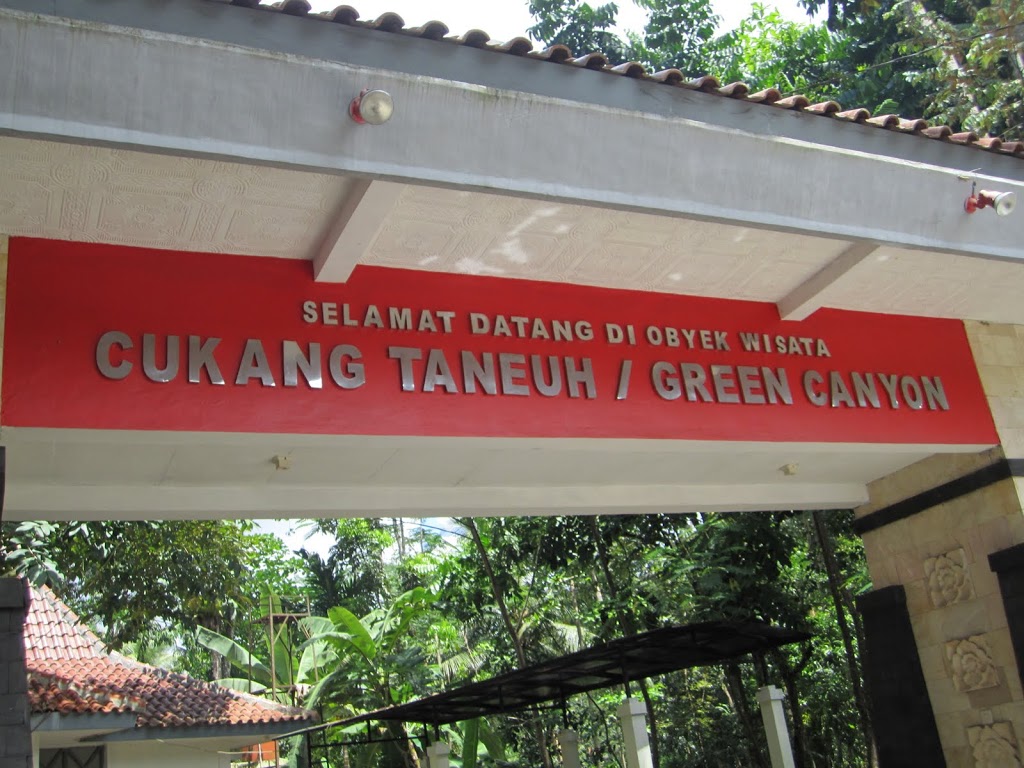 SELAMAT DATANG DI OBYEK WISATA
CUKANG TANEUH / GREEN CANYON